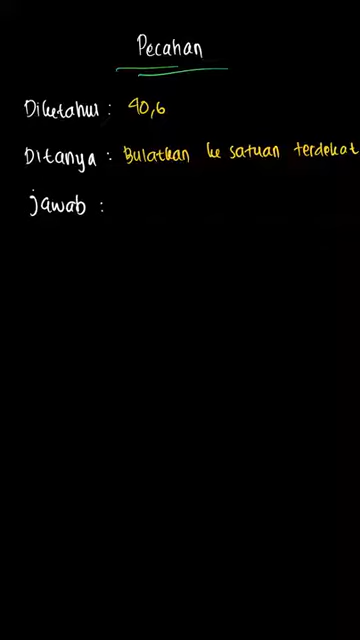 Pecahan
Diketahui : 40,6
Ditanya : Bulatkan ke satuan terdekat
jawab :